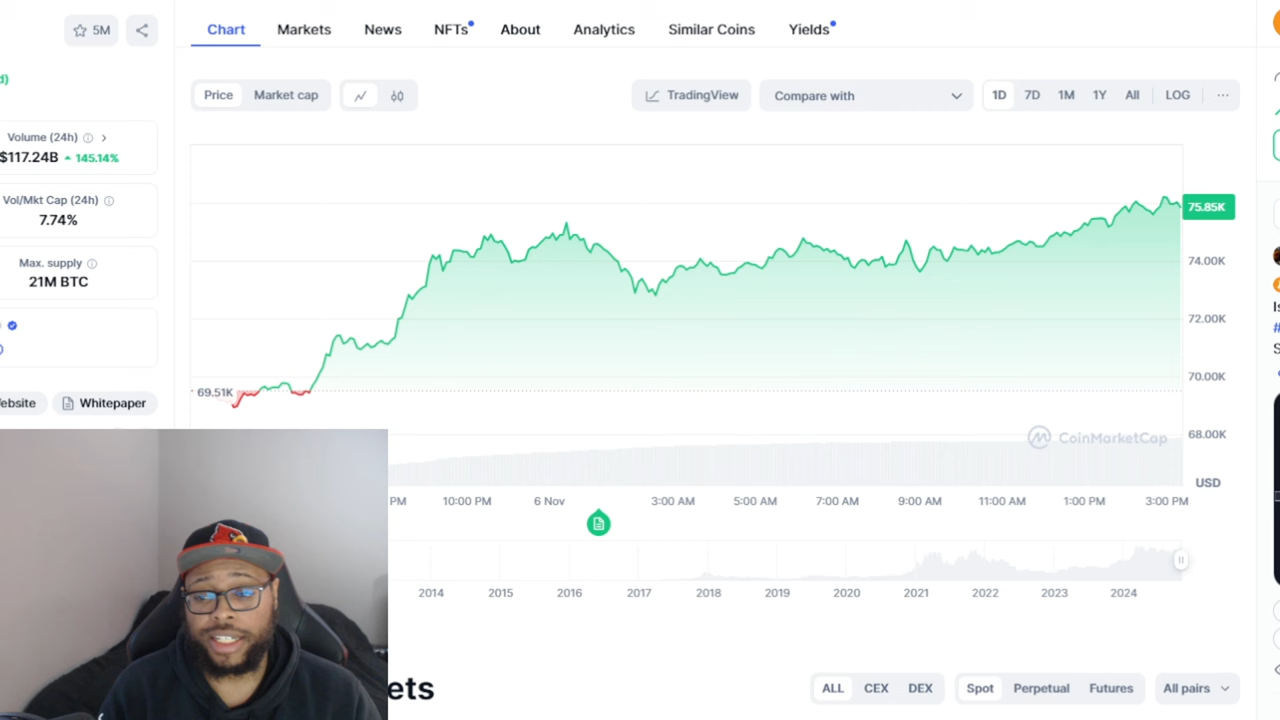 5M
Chart Markets News NFTs About Analytics Similar Coins Yields
d)
Price Market cap
TradingView Compare with 1D 7D 1M 1Y All LOG ...
Volume (24h)
$117.24B 145.14%
Vol/Mkt Cap (24h)
7.74%
Max. supply
21M BTC
ebsite Whitepaper
75.85K
74.00K
72.00K
70.00K
69.51K
68.00K
CoinMarketCap
USD
PM 10:00 PM 6 Nov 3:00 AM 5:00 AM 7:00 AM 9:00 AM 11:00 AM 1:00 PM 3:00 PM
2014 2015 2016 2017 2018 2019 2020 2021 2022 2023 2024
ets
ALL CEX DEX Spot Perpetual Futures All pairs
Is
#
S